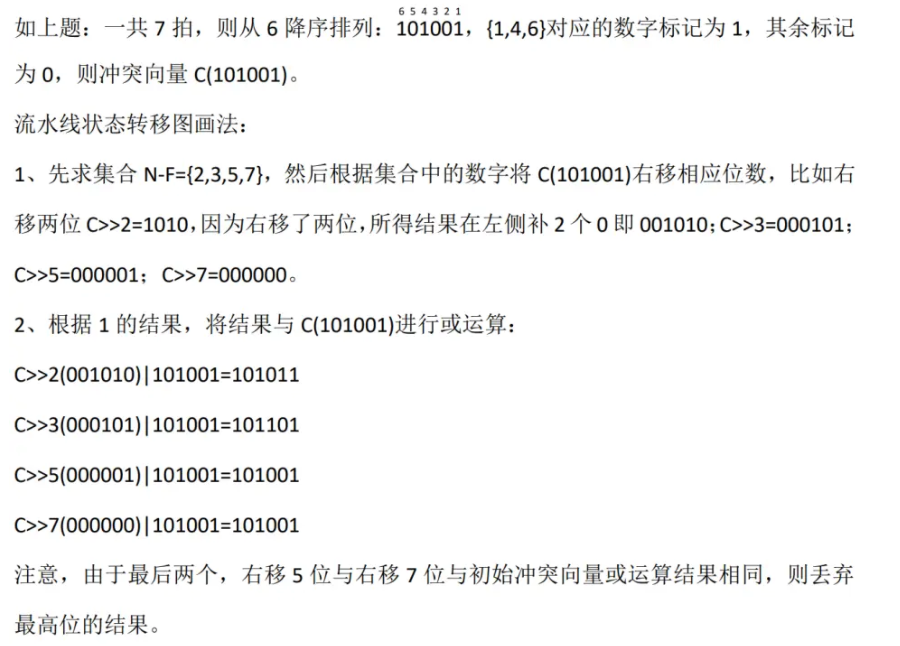 6 5 4 3 2 1
如上题：一共 7 拍，则从 6 降序排列：101001，{1,4,6}对应的数字标记为 1，其余标记
为 0，则冲突向量 C(101001)。
流水线状态转移图画法：
1、先求集合 N-F={2,3,5,7}，然后根据集合中的数字将 C(101001)右移相应位数，比如右
移两位 C>>2=1010，因为右移了两位，所得结果在左侧补 2 个 0 即 001010；C>>3=000101；
C>>5=000001；C>>7=000000。
2、根据 1 的结果，将结果与 C(101001)进行或运算：
C>>2(001010)|101001=101011
C>>3(000101)|101001=101101
C>>5(000001)|101001=101001
C>>7(000000)|101001=101001
注意，由于最后两个，右移 5 位与右移 7 位与初始冲突向量或运算结果相同，则丢弃
最高位的结果。